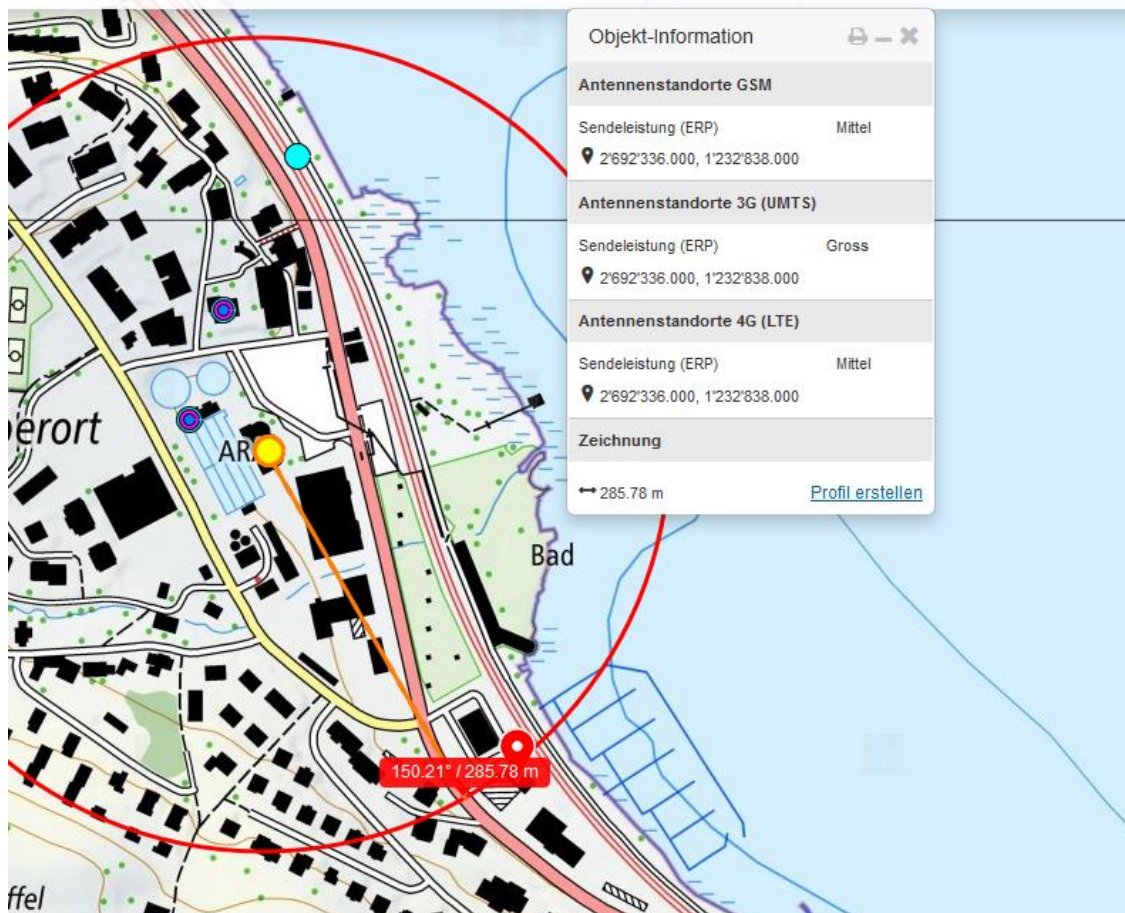 Objekt-Information
Antennenstandorte GSM
Sendeleistung (ERP) Mittel
2'692'336.000, 1'232'838.000
Antennenstandorte 3G (UMTS)
Sendeleistung (ERP) Gross
2'692'336.000, 1'232'838.000
Antennenstandorte 4G (LTE)
Sendeleistung (ERP) Mittel
2'692'336.000, 1'232'838.000
Zeichnung
285.78 m Profil erstellen
erort
AR
Bad
150.21° / 285.78 m
ffel